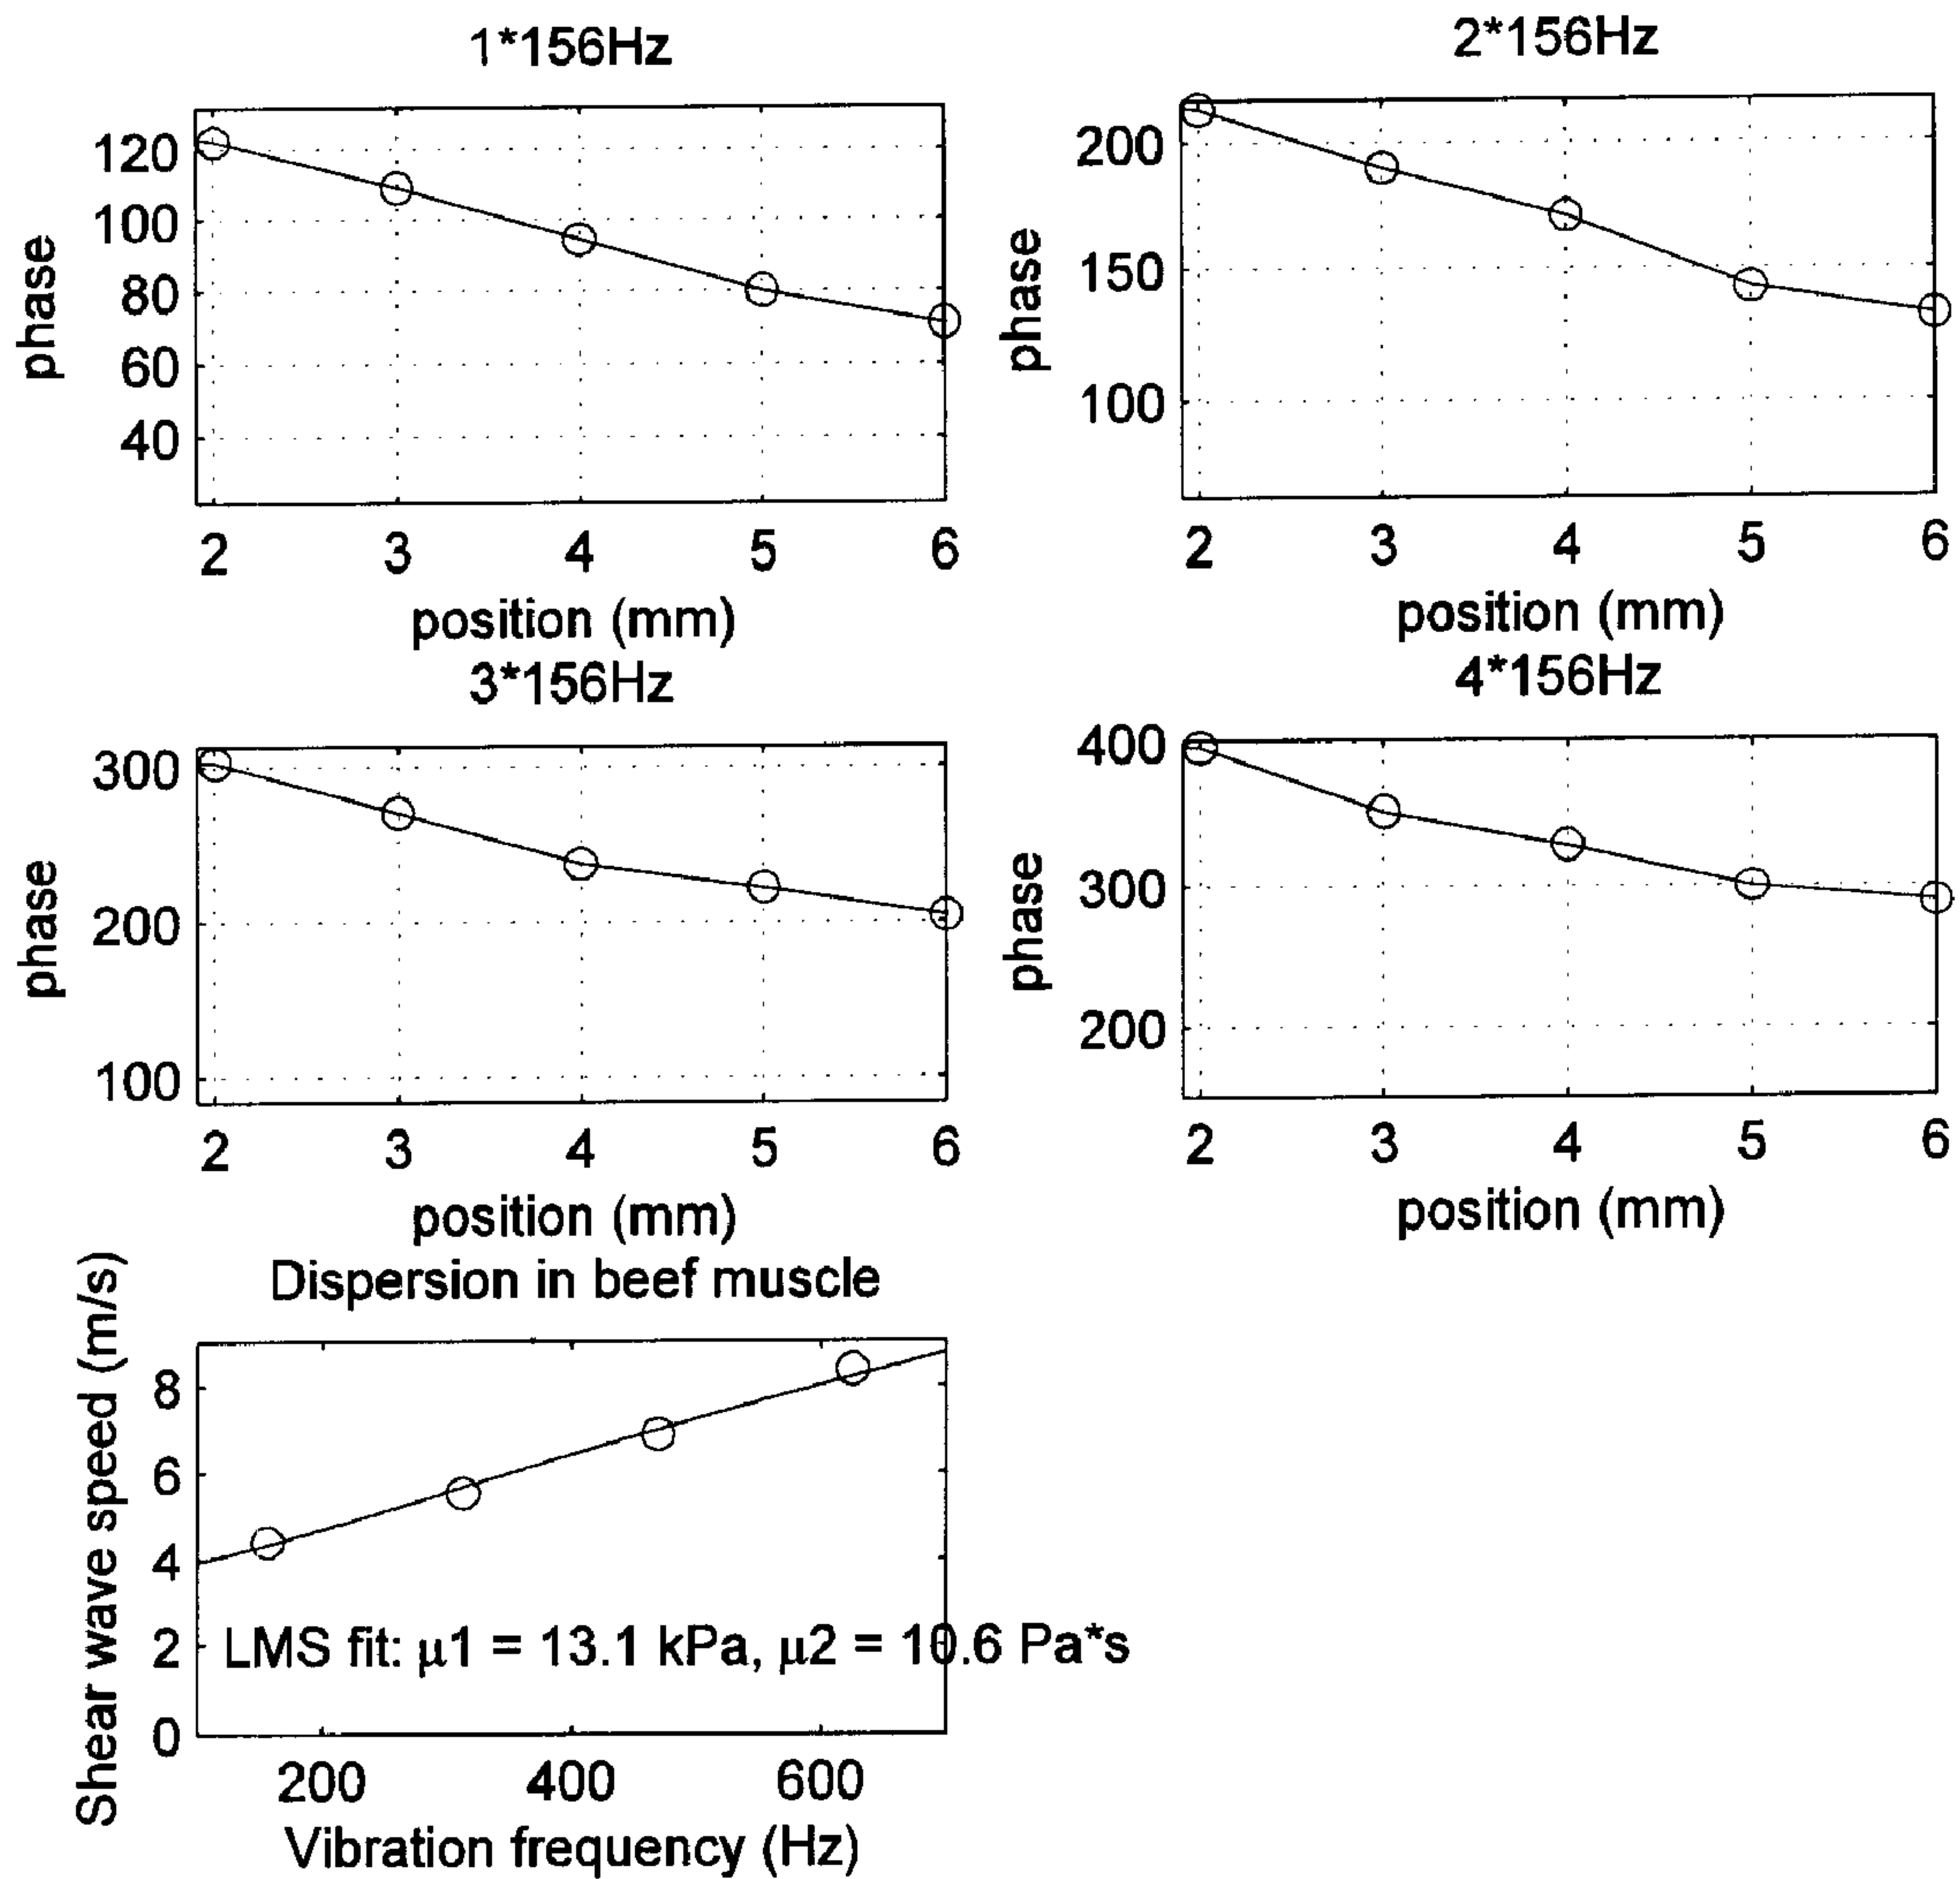 1*156Hz
2*156Hz
phase
120
100
80
60
40
2 3 4 5 6
position (mm)
phase
200
150
100
2 3 4 5 6
position (mm)
3*156Hz
4*156Hz
phase
300
200
100
2 3 4 5 6
position (mm)
phase
400
300
200
2 3 4 5 6
position (mm)
Dispersion in beef muscle
Shear wave speed (m/s)
8
6
4
2
0
LMS fit: μ1 = 13.1 kPa, μ2 = 10.6 Pa*s
200 400 600
Vibration frequency (Hz)